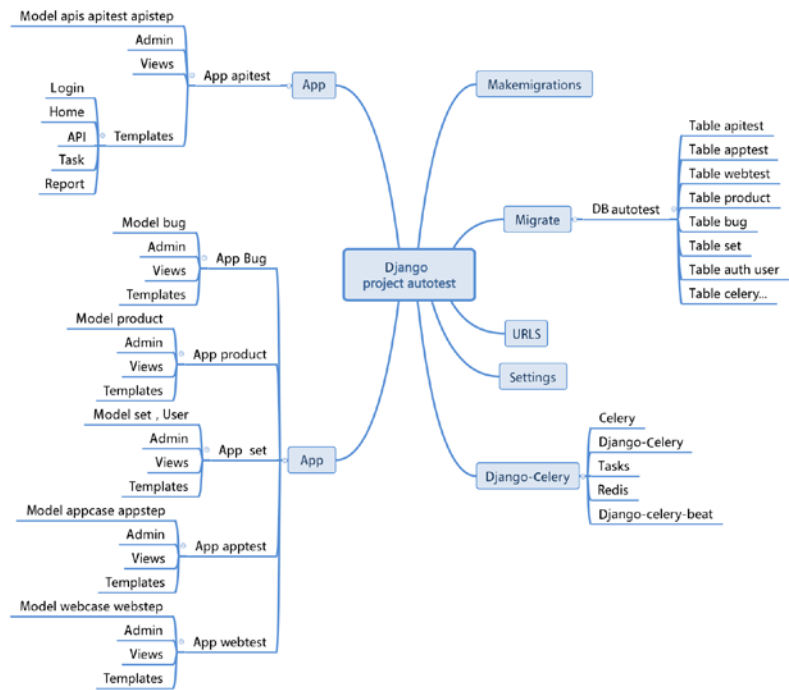 Model apis apitest apistep
Admin
Views
App apitest
App
Login
Home
API
Templates
Task
Report
Model bug
Admin
App Bug
Views
Templates
Model product
Admin
App product
Views
Templates
Model set , User
Admin
App set
App
Views
Templates
Model appcase appstep
Admin
App apptest
Views
Templates
Model webcase webstep
Admin
App webtest
Views
Templates
Django
project autotest
Makemigrations
Migrate
DB autotest
Table apitest
Table apptest
Table webtest
Table product
Table bug
Table set
Table auth user
Table celery...
URLS
Settings
Django-Celery
Celery
Django-Celery
Tasks
Redis
Django-celery-beat